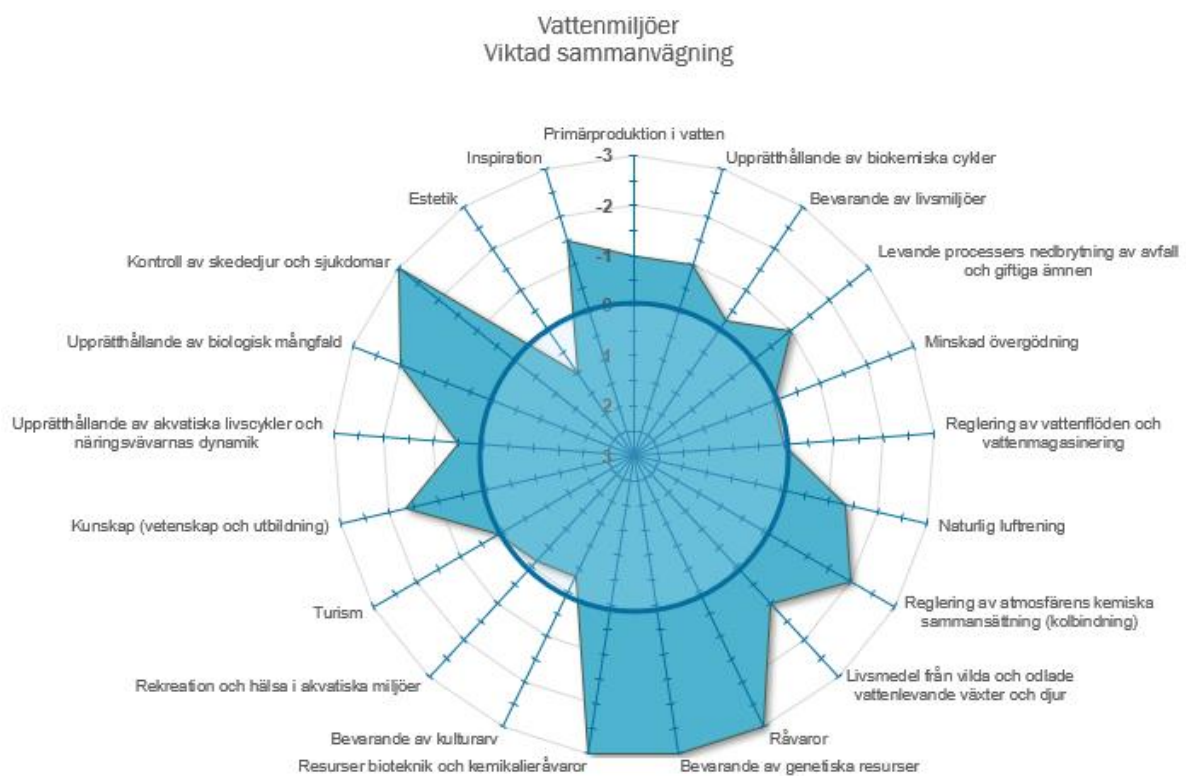 Vattenmiljöer
Viktad sammanvägning
Primärproduktion i vatten
-3
Inspiration
Upprätthållande av biokemiska cykler
Estetik
-2
Bevarande av livsmiljöer
Kontroll av skededjur och sjukdomar
-1
Levande processers nedbrytning av avfall
och giftiga ämnen
0
Upprätthållande av biologisk mångfald
1
Minskad övergödning
2
Upprätthållande av akvatiska livscykler och
näringsvävarnas dynamik
3
Reglering av vattenflöden och
vattenmagasinering
Kunskap (vetenskap och utbildning)
Naturlig luftrening
Turism
Reglering av atmosfärens kemiska
sammansättning (kolbindning)
Rekreation och hälsa i akvatiska miljöer
Livsmedel från vilda och odlade
vattenlevande växter och djur
Bevarande av kulturarv
Råvaror
Resurser bioteknik och kemikalieråvaror
Bevarande av genetiska resurser